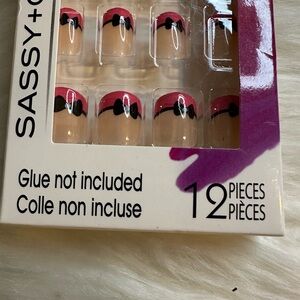 SASSY+
Glue not included
Colle non incluse
12 PIECES
PIÈCES